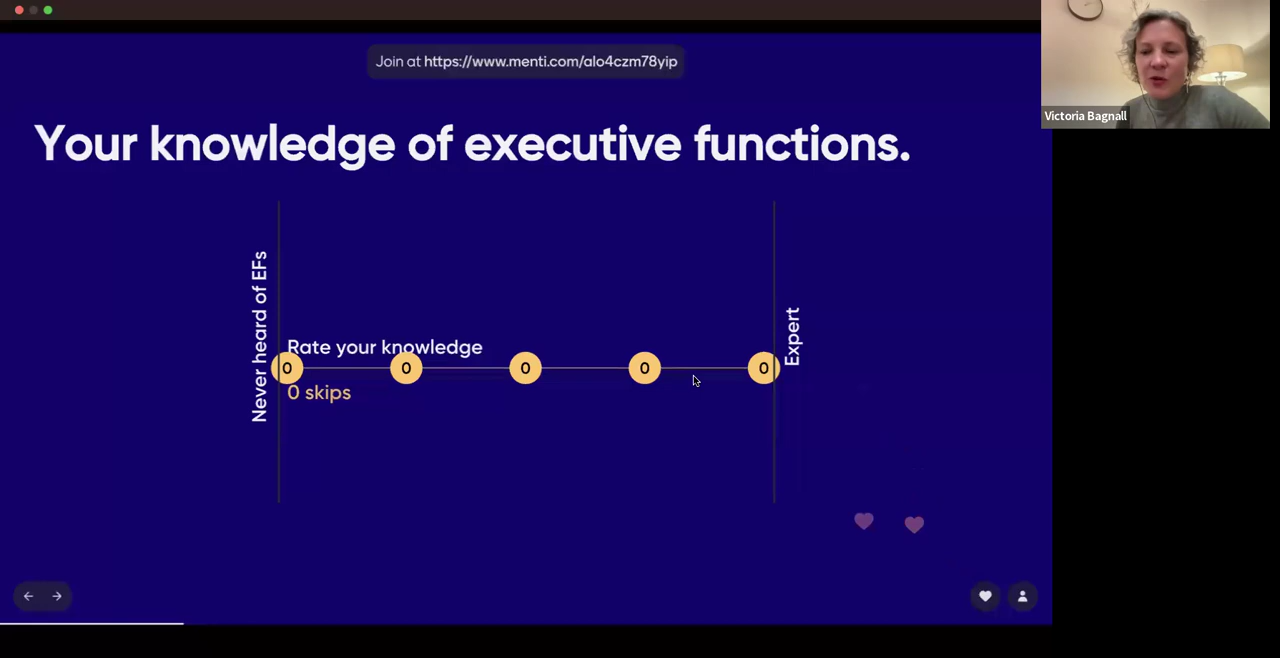 Join at https://www.menti.com/alo4czm78yip
Victoria Bagnall
Your knowledge of executive functions.
Never heard of EFs
Rate your knowledge
0 0 0 0 0
0 skips
Expert